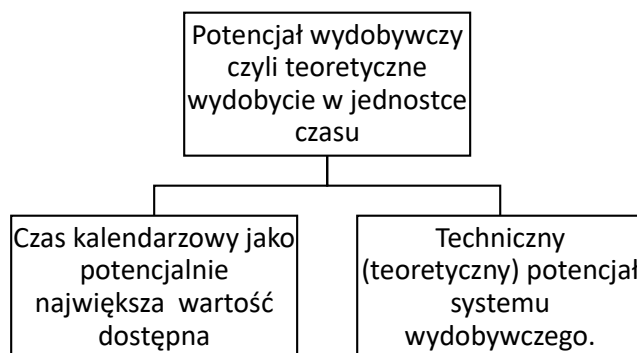 Potencjał wydobywczy
czyli teoretyczne
wydobycie w jednostce
czasu
Czas kalendarzowy jako
potencjalnie
największa wartość
dostępna
Techniczny
(teoretyczny) potencjał
systemu
wydobywczego.